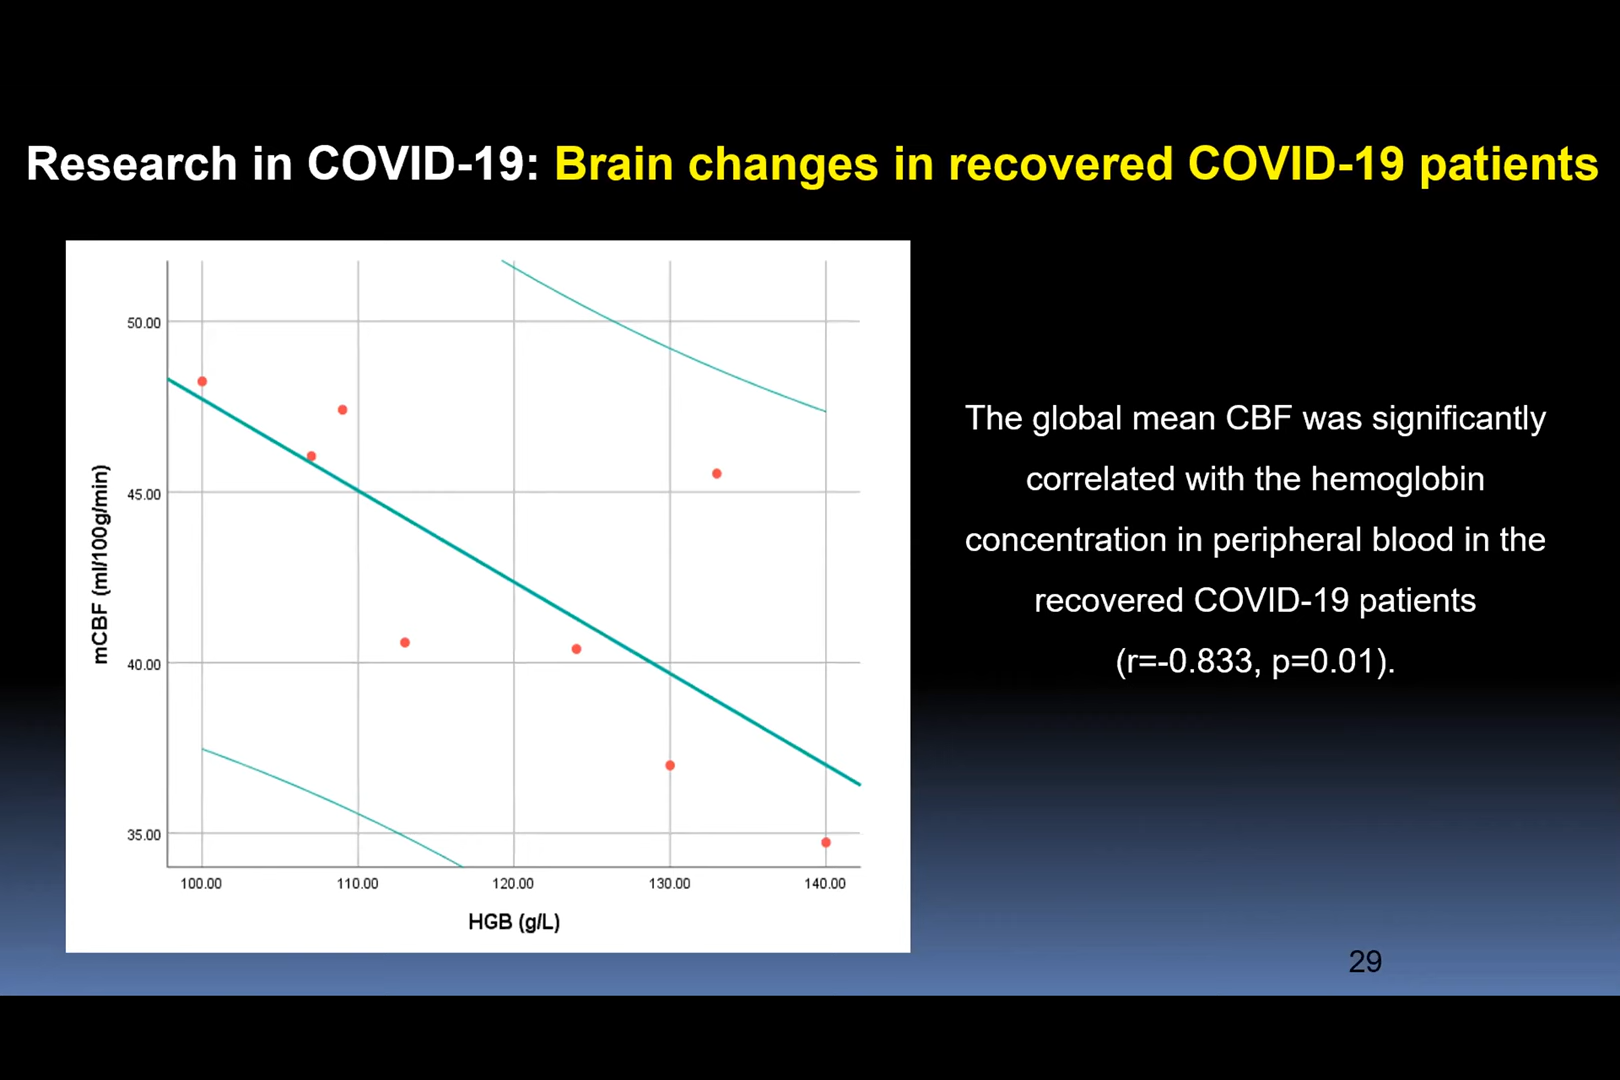 Research in COVID-19: Brain changes in recovered COVID-19 patients
50.00
45.00
40.00
35.00
mCBF (ml/100g/min)
100.00 110.00 120.00 130.00 140.00
HGB (g/L)
The global mean CBF was significantly
correlated with the hemoglobin
concentration in peripheral blood in the
recovered COVID-19 patients
(r=-0.833, p=0.01).
29